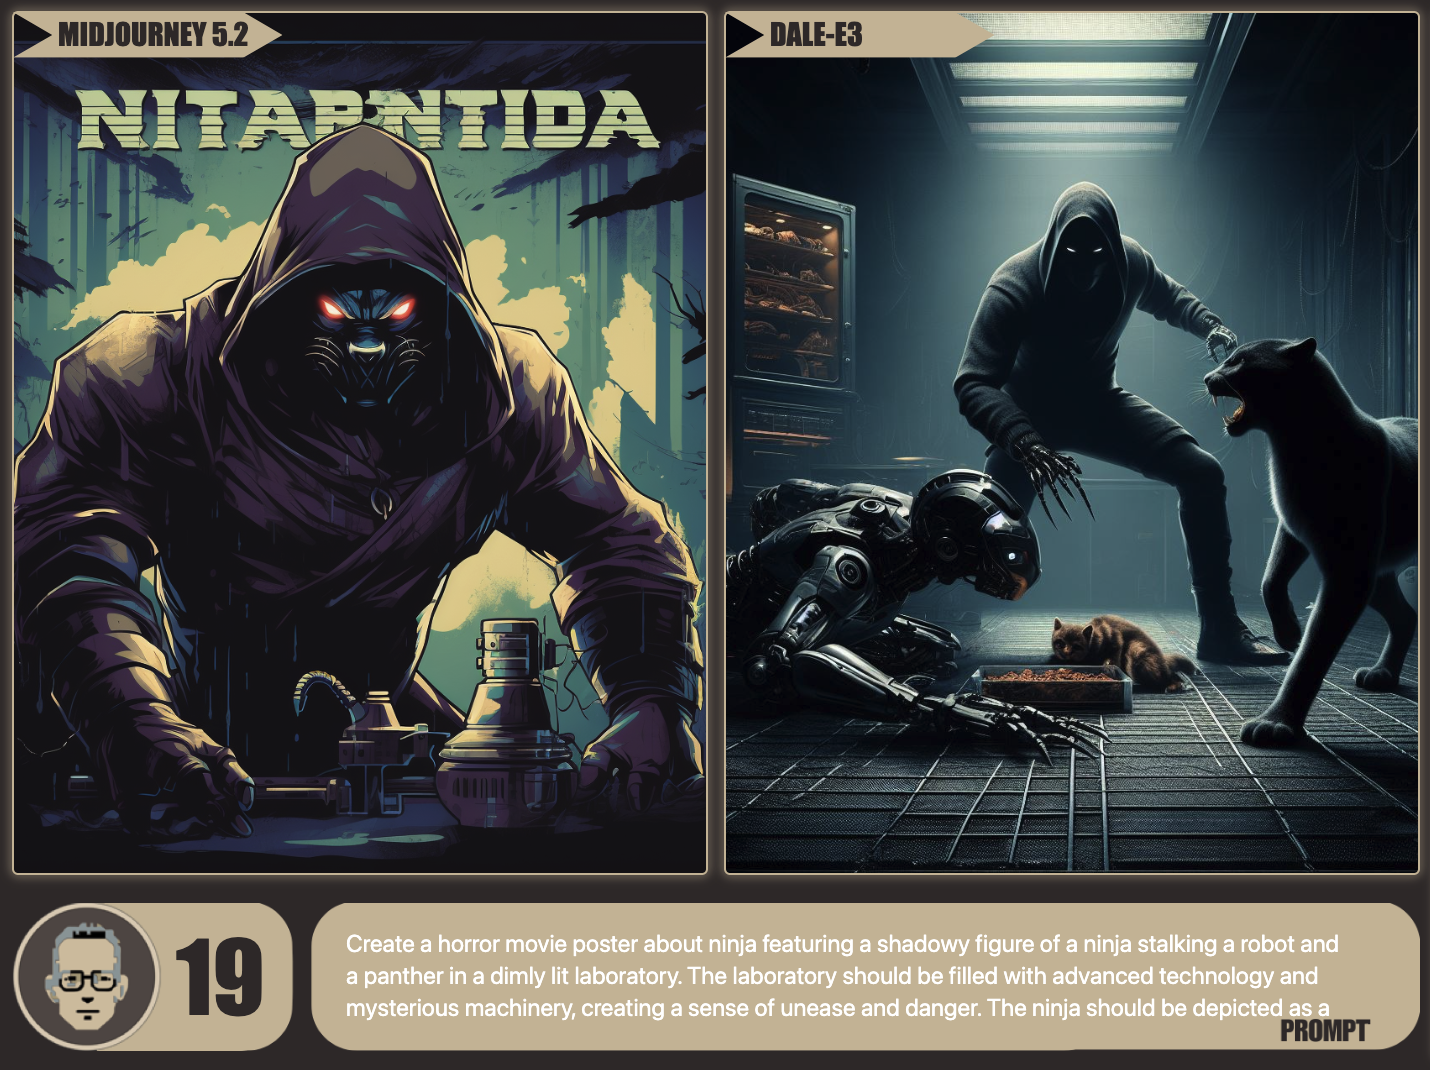 MIDJOURNEY 5.2
DALE-E3
NITARNTIDA
19
Create a horror movie poster about ninja featuring a shadowy figure of a ninja stalking a robot and
a panther in a dimly lit laboratory. The laboratory should be filled with advanced technology and
mysterious machinery, creating a sense of unease and danger. The ninja should be depicted as a
PROMPT